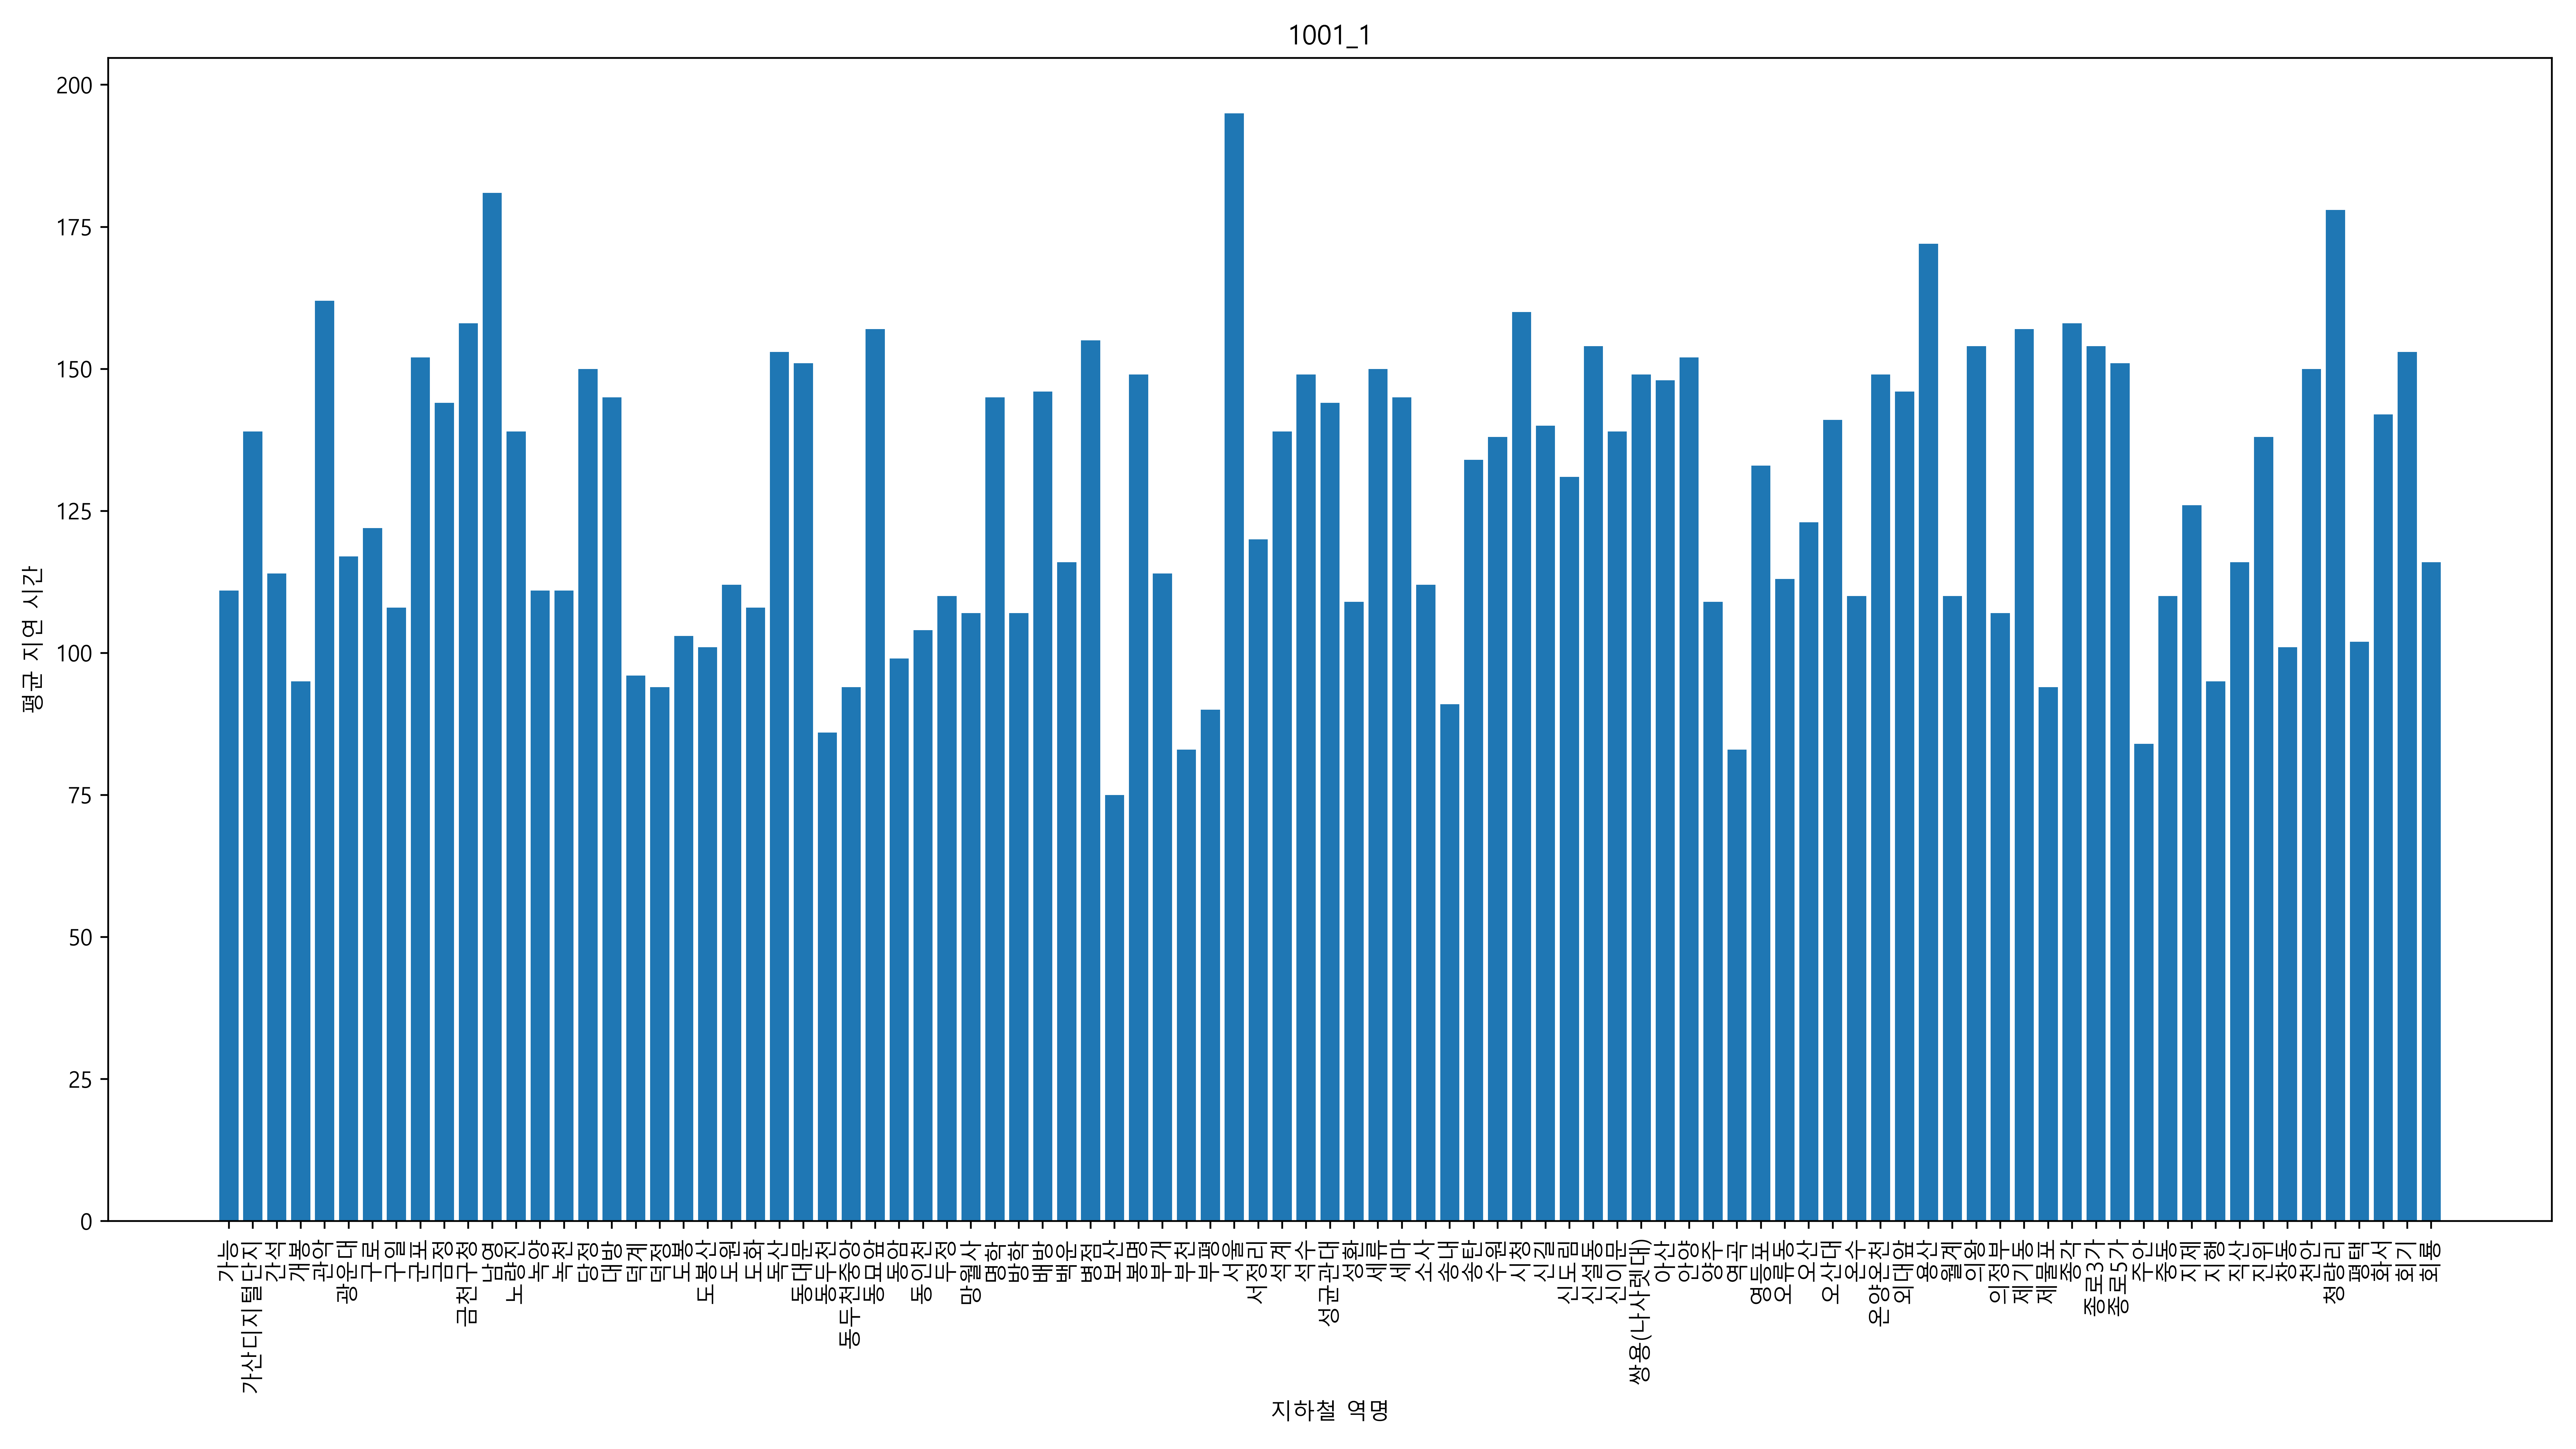 1001_1
200
175
150
125
100
75
50
25
0
평균 지연 시간
가능
가산디지털단지
간석
개봉
관악
광운대
구로
구일
군포
금정
금천구청
남영
노량진
녹양
녹천
당정
대방
덕계
덕정
도봉
도봉산
도원
도화
독산
동대문
동두천
동두천중앙
동묘앞
동암
동인천
두정
망월사
명학
방학
배방
백운
병점
보산
봉명
부개
부천
부평
서울
서정리
석계
석수
성균관대
성환
세류
세마
소사
송내
송탄
수원
시청
신길
신도림
신설동
신이문
쌍용(나사렛대)
아산
안양
양주
역곡
영등포
오류동
오산
오산대
온수
온양온천
외대앞
용산
월계
의왕
의정부
제기동
제물포
종각
종로3가
종로5가
주안
중동
지제
지행
직산
진위
창동
천안
청량리
평택
화서
회기
회룡
지하철 역명